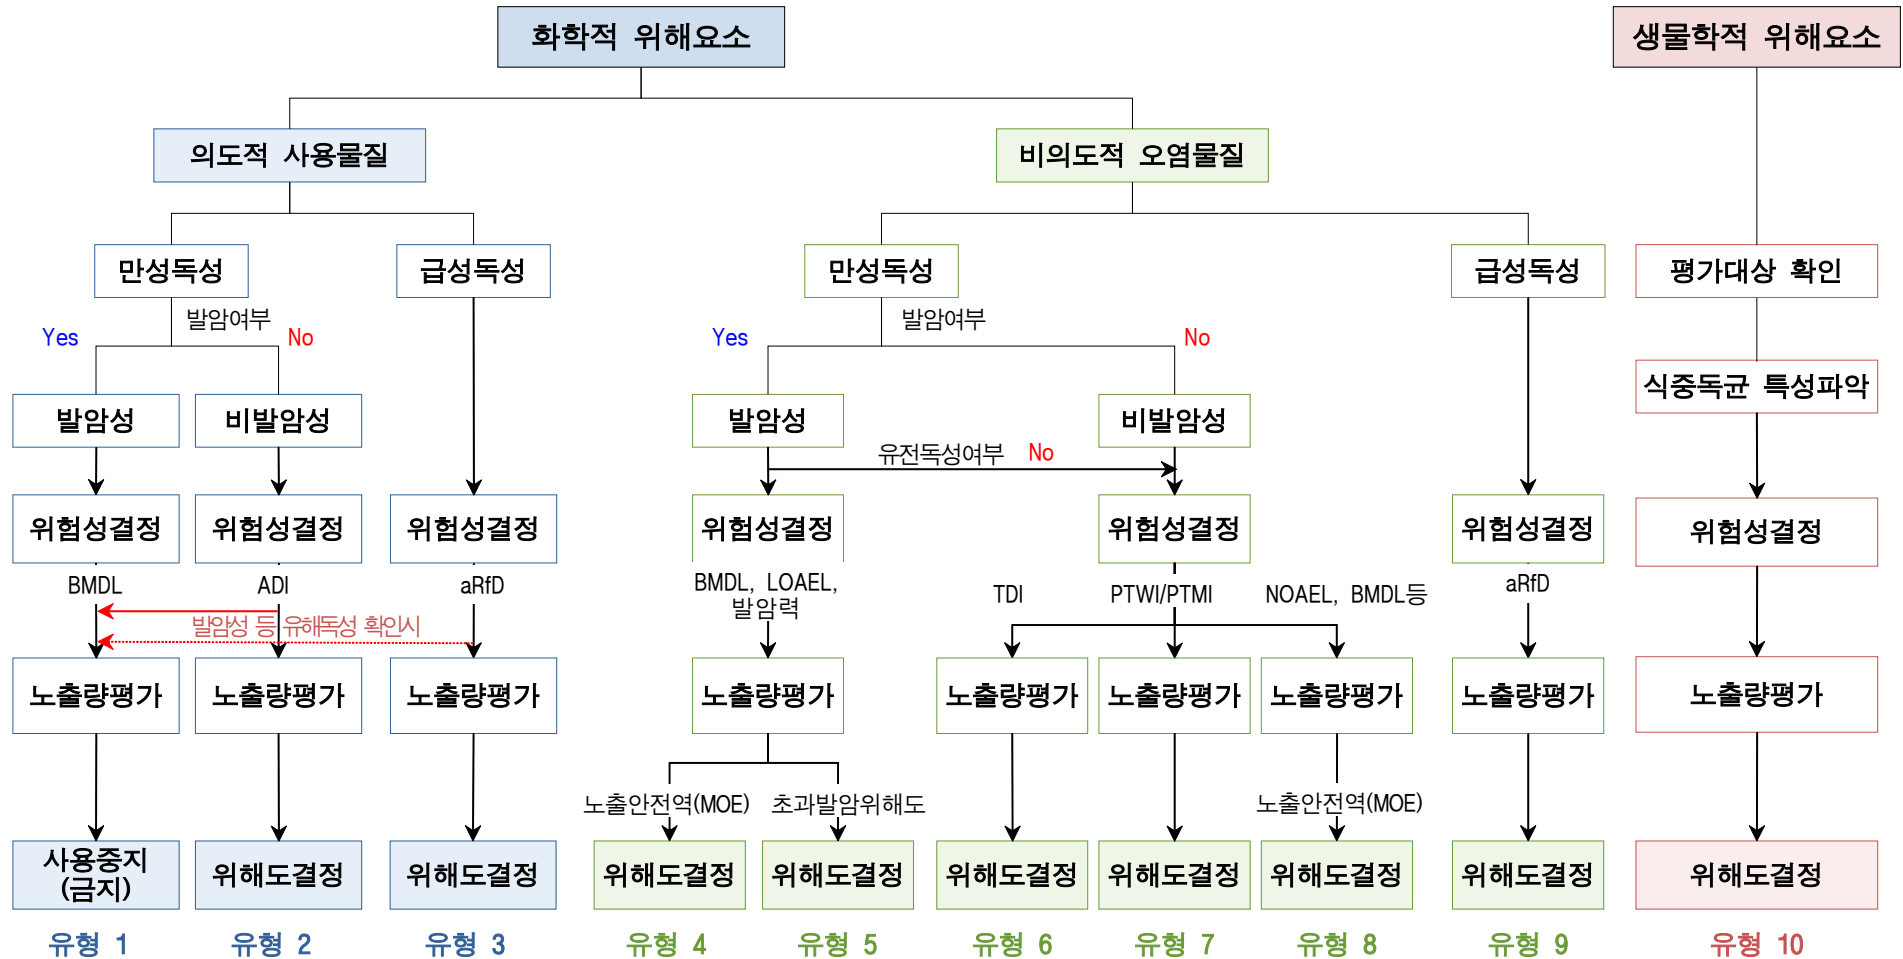 화학적 위해요소
생물학적 위해요소
의도적 사용물질
비의도적 오염물질
만성독성
급성독성
만성독성
급성독성
평가대상 확인
발암여부
발암여부
Yes
No
Yes
No
식중독균 특성파악
발암성
비발암성
발암성
비발암성
유전독성여부 No
위험성결정
위험성결정
위험성결정
위험성결정
위험성결정
위험성결정
위험성결정
BMDL
ADI
aRfD
BMDL, LOAEL,
발암력
TDI
PTWI/PTMI
NOAEL, BMDL등
aRfD
발암성 등 유해독성 확인시
노출량평가
노출량평가
노출량평가
노출량평가
노출량평가
노출량평가
노출량평가
노출량평가
노출량평가
노출안전역(MOE)
초과발암위해도
노출안전역(MOE)
사용중지
(금지)
위해도결정
위해도결정
위해도결정
위해도결정
위해도결정
위해도결정
위해도결정
위해도결정
위해도결정
유형 1
유형 2
유형 3
유형 4
유형 5
유형 6
유형 7
유형 8
유형 9
유형 10